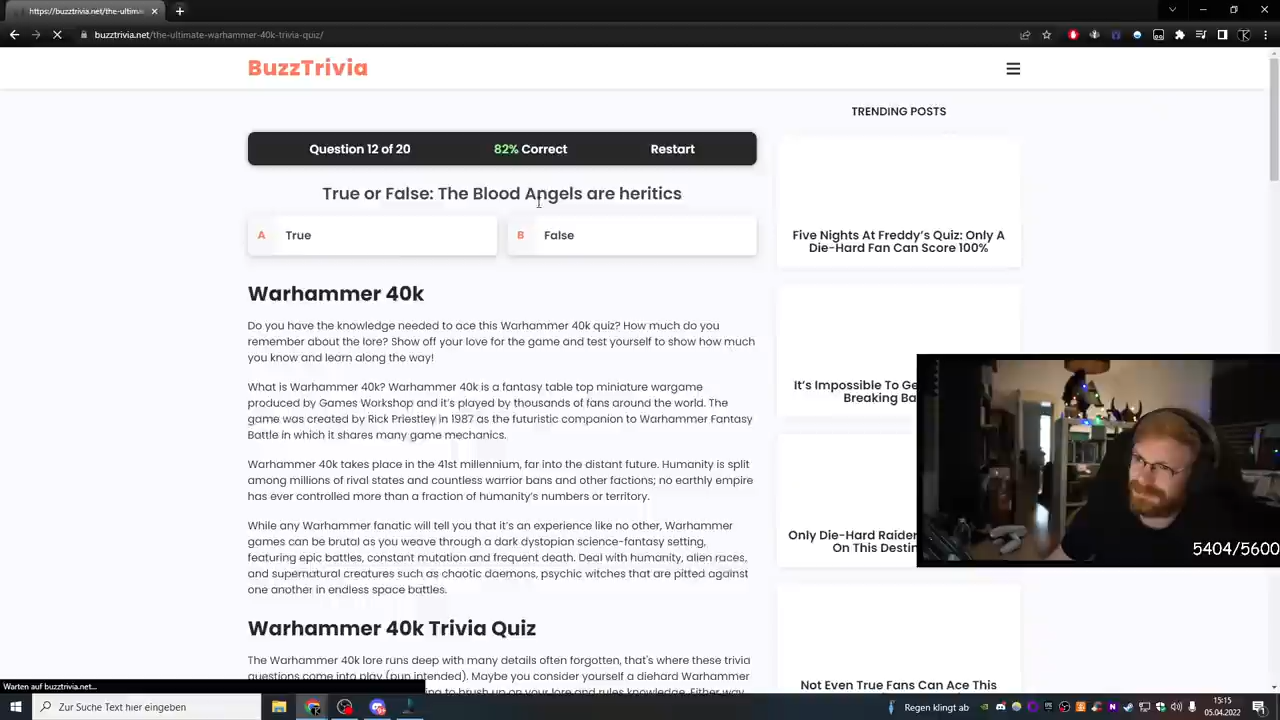 https://buzztrivia.net/the-ultimat
buzztrivia.net/the-ultimate-warhammer-40k-trivia-quiz/
BuzzTrivia
TRENDING POSTS
Question 12 of 20 82% Correct Restart
True or False: The Blood Angels are heritics
A True B False
Five Nights At Freddy's Quiz: Only A
Die-Hard Fan Can Score 100%
Warhammer 40k
Do you have the knowledge needed to ace this Warhammer 40k quiz? How much do you
remember about the lore? Show off your love for the game and test yourself to show how much
you know and learn along the way!
What is Warhammer 40k? Warhammer 40k is a fantasy table top miniature wargame
produced by Games Workshop and it's played by thousands of fans around the world. The
game was created by Rick Priestley in 1987 as the futuristic companion to Warhammer Fantasy
Battle in which it shares many game mechanics.
It's Impossible To Ge
Breaking Ba
Warhammer 40k takes place in the 41st millennium, far into the distant future. Humanity is split
among millions of rival states and countless warrior bans and other factions; no earthly empire
has ever controlled more than a fraction of humanity's numbers or territory.
While any Warhammer fanatic will tell you that it's an experience like no other, Warhammer
games can be brutal as you weave through a dark dystopian science-fantasy setting,
featuring epic battles, constant mutation and frequent death. Deal with humanity, alien races,
and supernatural creatures such as chaotic daemons, psychic witches that are pitted against
one another in endless space battles.
Only Die-Hard Raider
On This Destin
5404/5600
Warhammer 40k Trivia Quiz
The Warhammer 40k lore runs deep with many details often forgotten, that's where these trivia
questions come into play (pun intended). Maybe you consider yourself a diehard Warhammer
ing to brush up on your lore and rules knowledge. Either way
Not Even True Fans Can Ace This
Warten auf buzztrivia.net...
Zur Suche Text hier eingeben
Regen klingt ab
15:15
05.04.2022